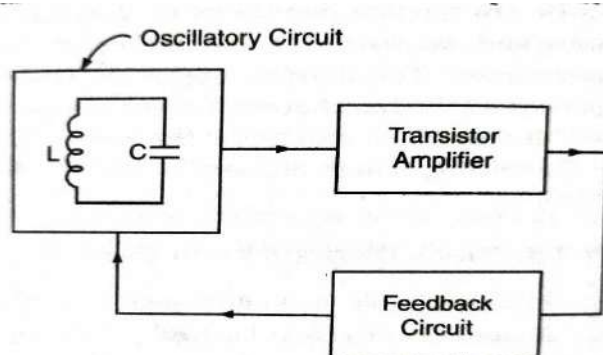 Oscillatory Circuit
L
C
Transistor
Amplifier
Feedback
Circuit